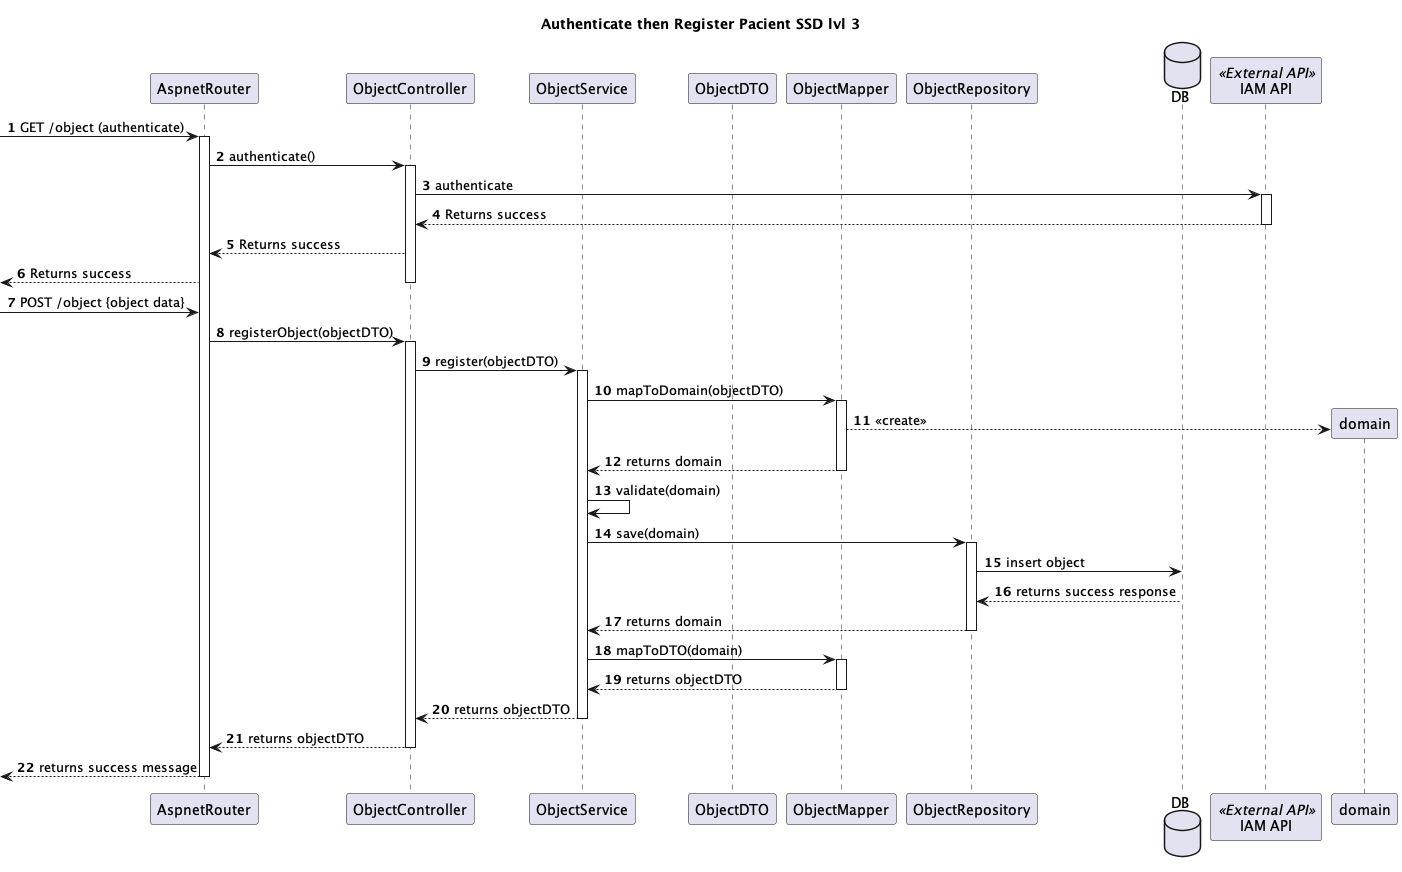 Authenticate then Register Pacient SSD lvl 3
AspnetRouter
ObjectController
ObjectService
ObjectDTO
ObjectMapper
ObjectRepository
DB
«External API»
IAM API
1 GET /object (authenticate)
2 authenticate()
3 authenticate
4 Returns success
5 Returns success
6 Returns success
7 POST /object {object data}
8 registerObject(objectDTO)
9 register(objectDTO)
10 mapToDomain(objectDTO)
11 «create»
domain
12 returns domain
13 validate(domain)
14 save(domain)
15 insert object
16 returns success response
17 returns domain
18 mapToDTO(domain)
19 returns objectDTO
20 returns objectDTO
21 returns objectDTO
22 returns success message
AspnetRouter
ObjectController
ObjectService
ObjectDTO
ObjectMapper
ObjectRepository
DB
«External API»
IAM API
domain